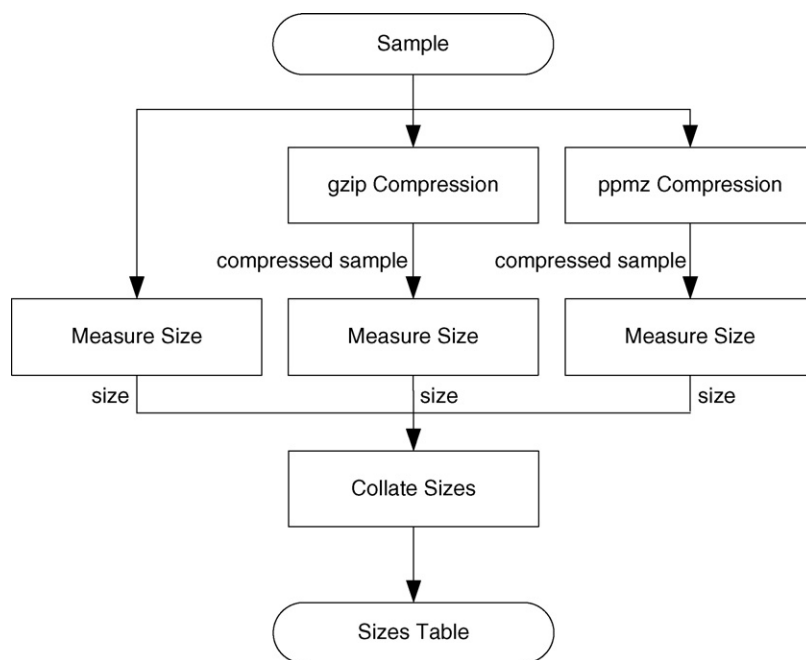 Sample
gzip Compression
ppmz Compression
compressed sample
compressed sample
Measure Size
Measure Size
Measure Size
size
size
size
Collate Sizes
Sizes Table